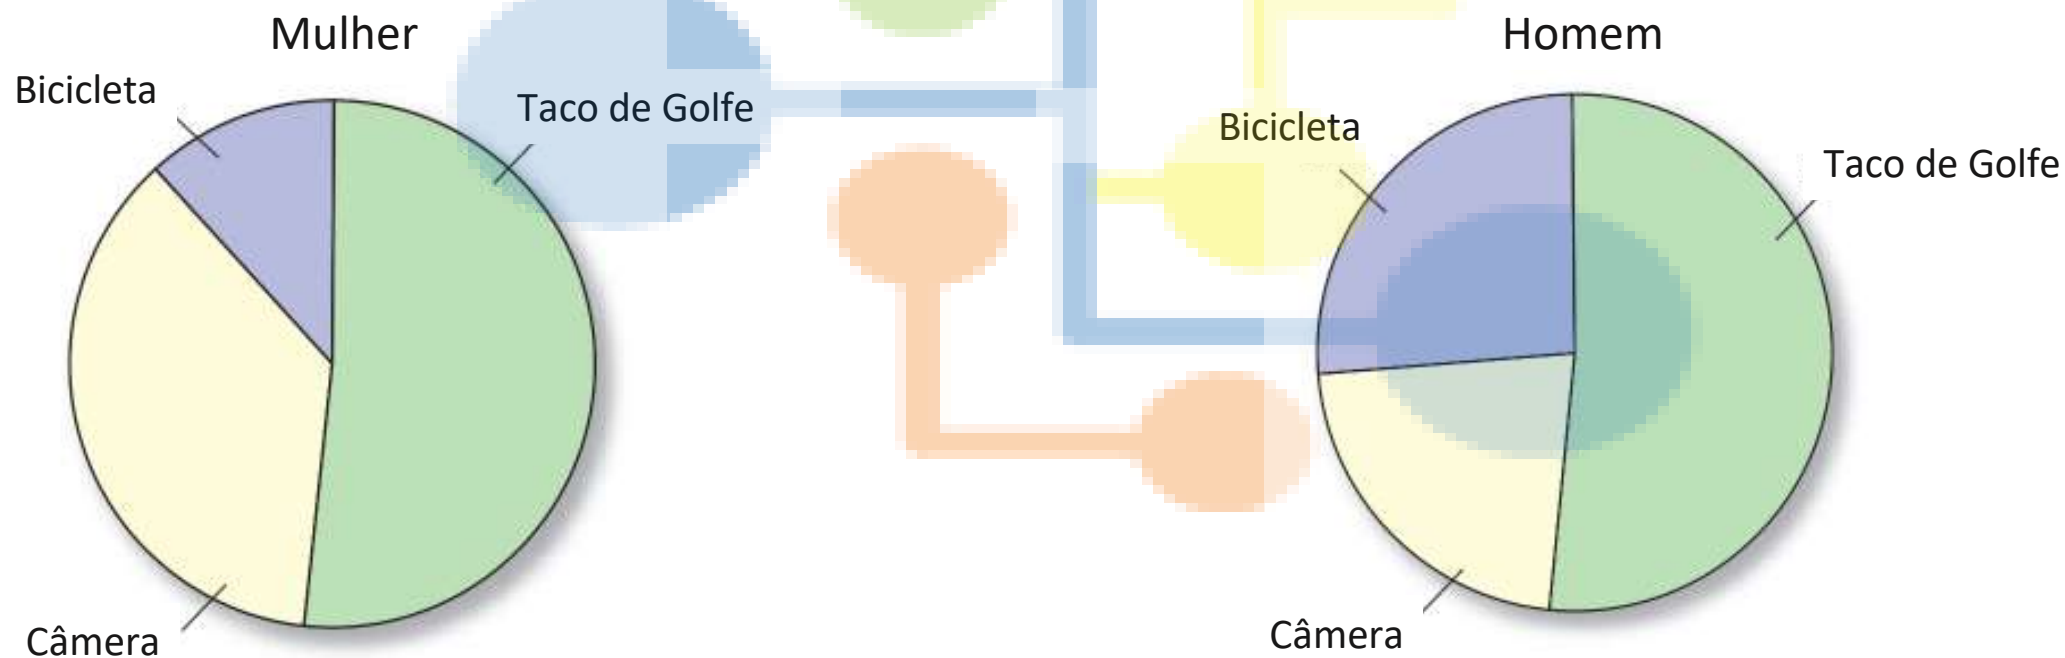 Mulher
Bicicleta
Taco de Golfe
Câmera
Homem
Bicicleta
Taco de Golfe
Câmera